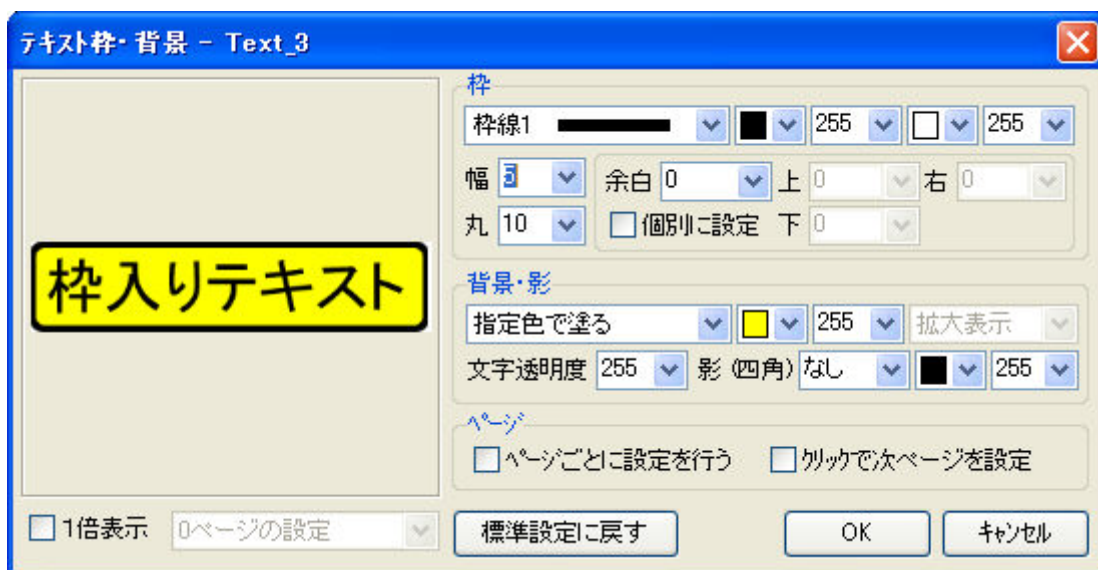 テキスト枠・背景 - Text_3
枠
枠線1 255 255
幅 5 余白 0 上 0 右 0
丸 10 個別に設定 下 0
枠入りテキスト
背景・影
指定色で塗る 255 拡大表示
文字透明度 255 影 (四角) なし 255
ページ
ページごとに設定を行う クリックで次ページを設定
1倍表示 0ページの設定 標準設定に戻す OK キャンセル